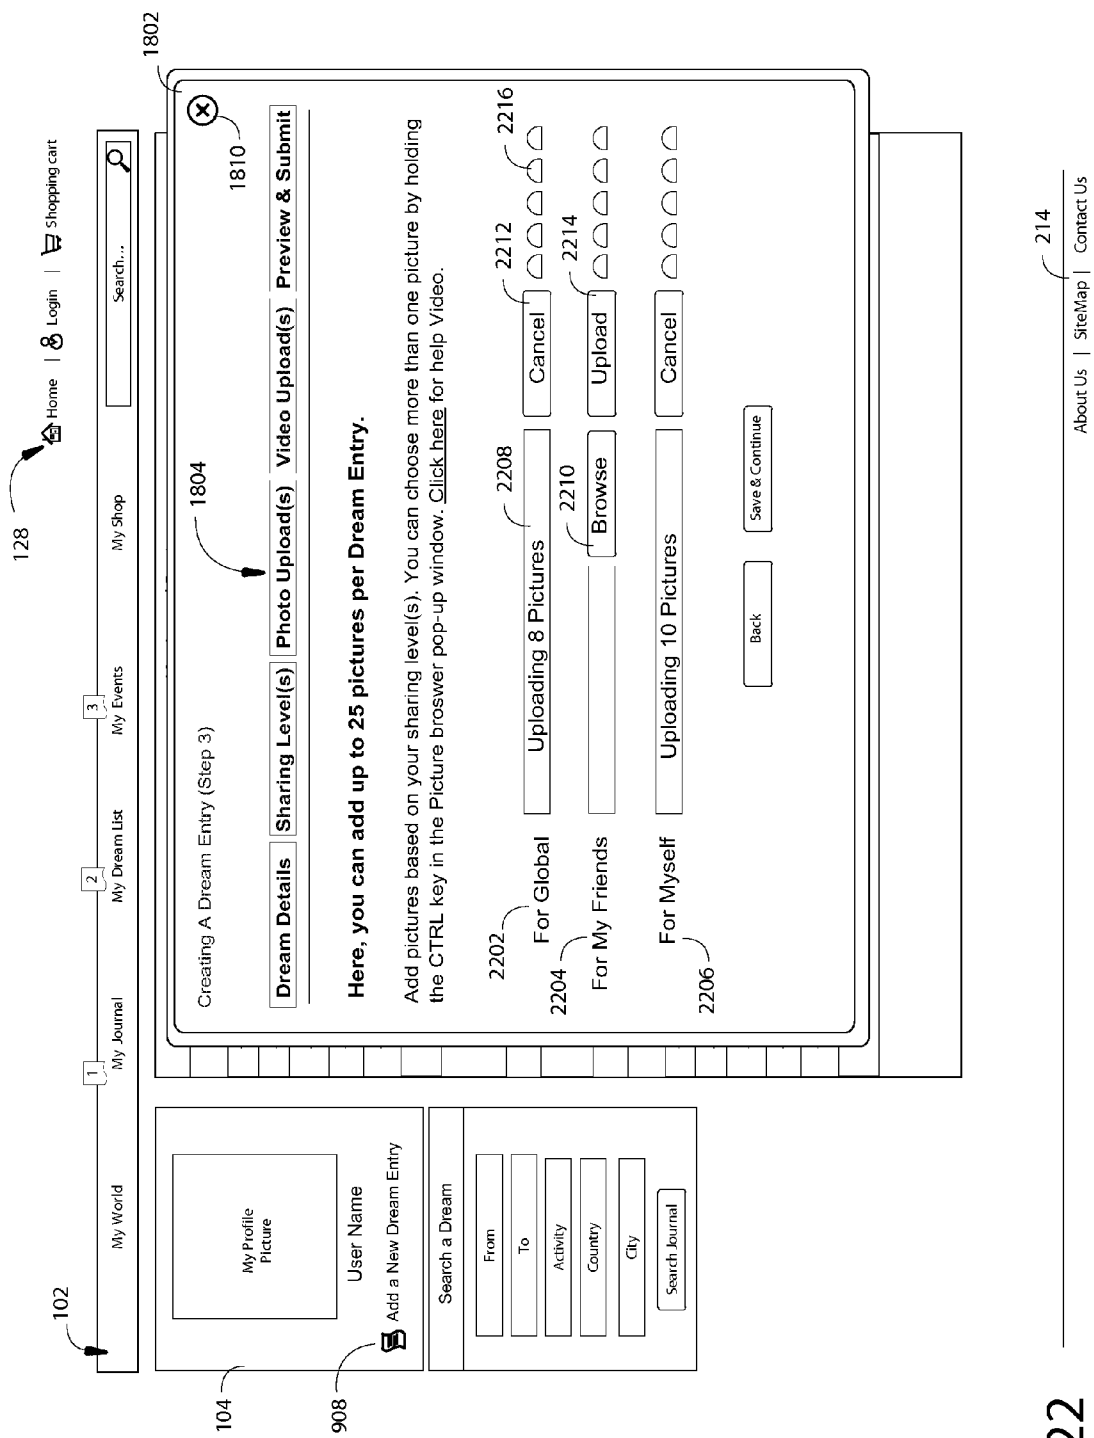 128
Home | Login | Shopping cart
102
My World
1
My Journal
2
My Dream List
3
My Events
My Shop
Search...
104
My Profile
Picture
User Name
908
Add a New Dream Entry
Search a Dream
From
To
Activity
Country
City
Search Journal
1802
1810
Creating A Dream Entry (Step 3)
1804
Dream Details Sharing Level(s) Photo Upload(s) Video Upload(s) Preview & Submit
Here, you can add up to 25 pictures per Dream Entry.
Add pictures based on your sharing level(s). You can choose more than one picture by holding
the CTRL key in the Picture broswer pop-up window. Click here for help Video.
2202
2208
2212
2216
For Global Uploading 8 Pictures Cancel
2204
2210
2214
For My Friends Browse Upload
For Myself Uploading 10 Pictures Cancel
2206
Back Save & Continue
214
About Us | SiteMap | Contact Us
22